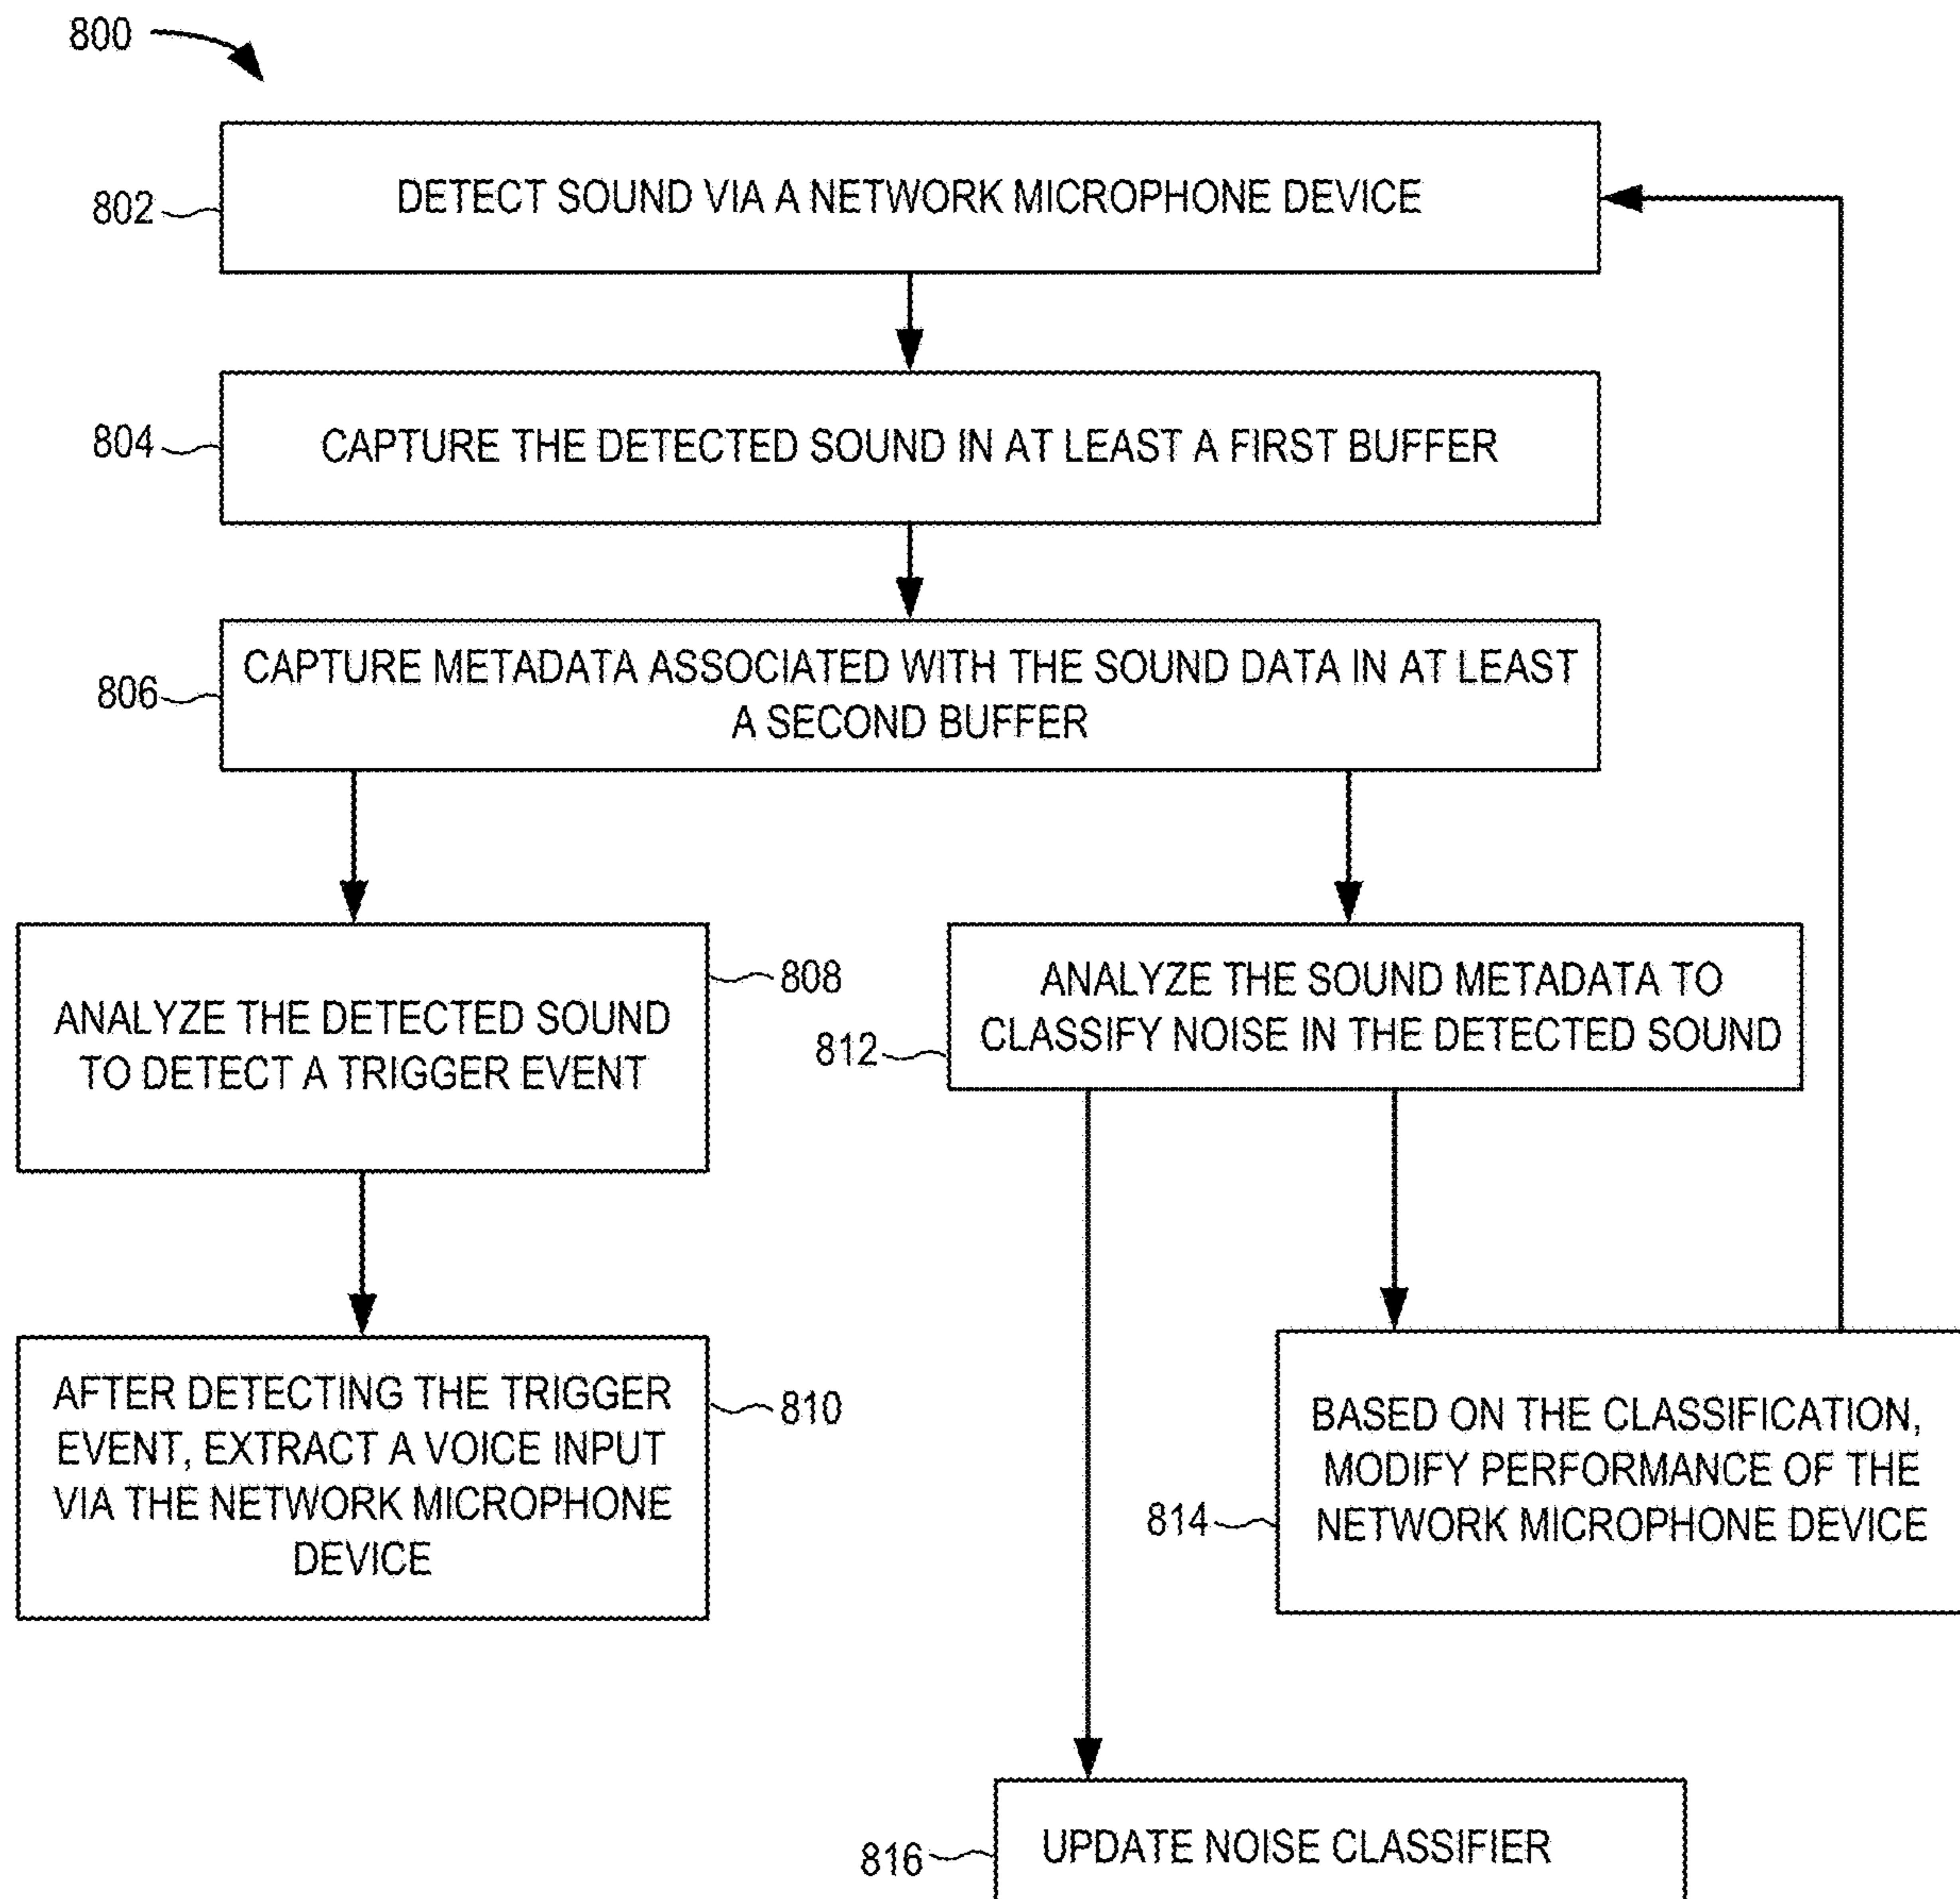 800
802
DETECT SOUND VIA A NETWORK MICROPHONE DEVICE
804
CAPTURE THE DETECTED SOUND IN AT LEAST A FIRST BUFFER
806
CAPTURE METADATA ASSOCIATED WITH THE SOUND DATA IN AT LEAST
A SECOND BUFFER
808
ANALYZE THE DETECTED SOUND
TO DETECT A TRIGGER EVENT
812
ANALYZE THE SOUND METADATA TO
CLASSIFY NOISE IN THE DETECTED SOUND
810
AFTER DETECTING THE TRIGGER
EVENT, EXTRACT A VOICE INPUT
VIA THE NETWORK MICROPHONE
DEVICE
814
BASED ON THE CLASSIFICATION,
MODIFY PERFORMANCE OF THE
NETWORK MICROPHONE DEVICE
816
UPDATE NOISE CLASSIFIER